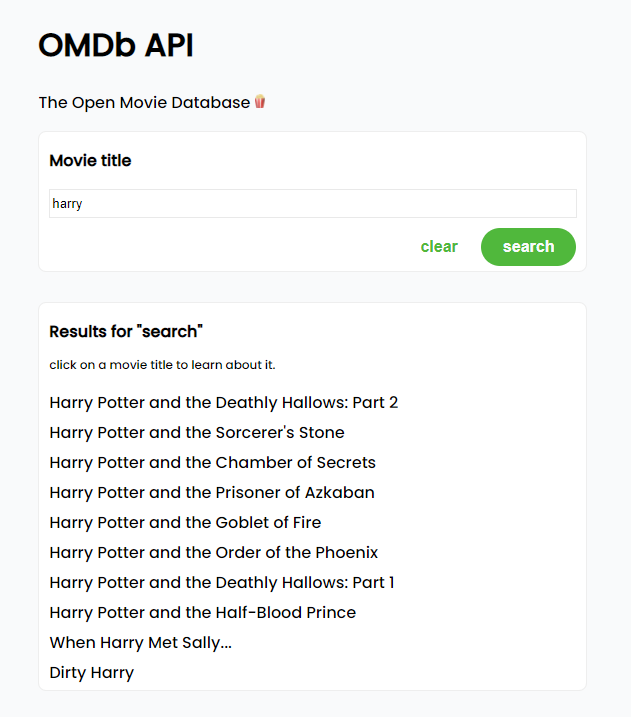 OMDb API
The Open Movie Database🍿
Movie title
harry
clear search
Results for "search"
click on a movie title to learn about it.
Harry Potter and the Deathly Hallows: Part 2
Harry Potter and the Sorcerer's Stone
Harry Potter and the Chamber of Secrets
Harry Potter and the Prisoner of Azkaban
Harry Potter and the Goblet of Fire
Harry Potter and the Order of the Phoenix
Harry Potter and the Deathly Hallows: Part 1
Harry Potter and the Half-Blood Prince
When Harry Met Sally...
Dirty Harry